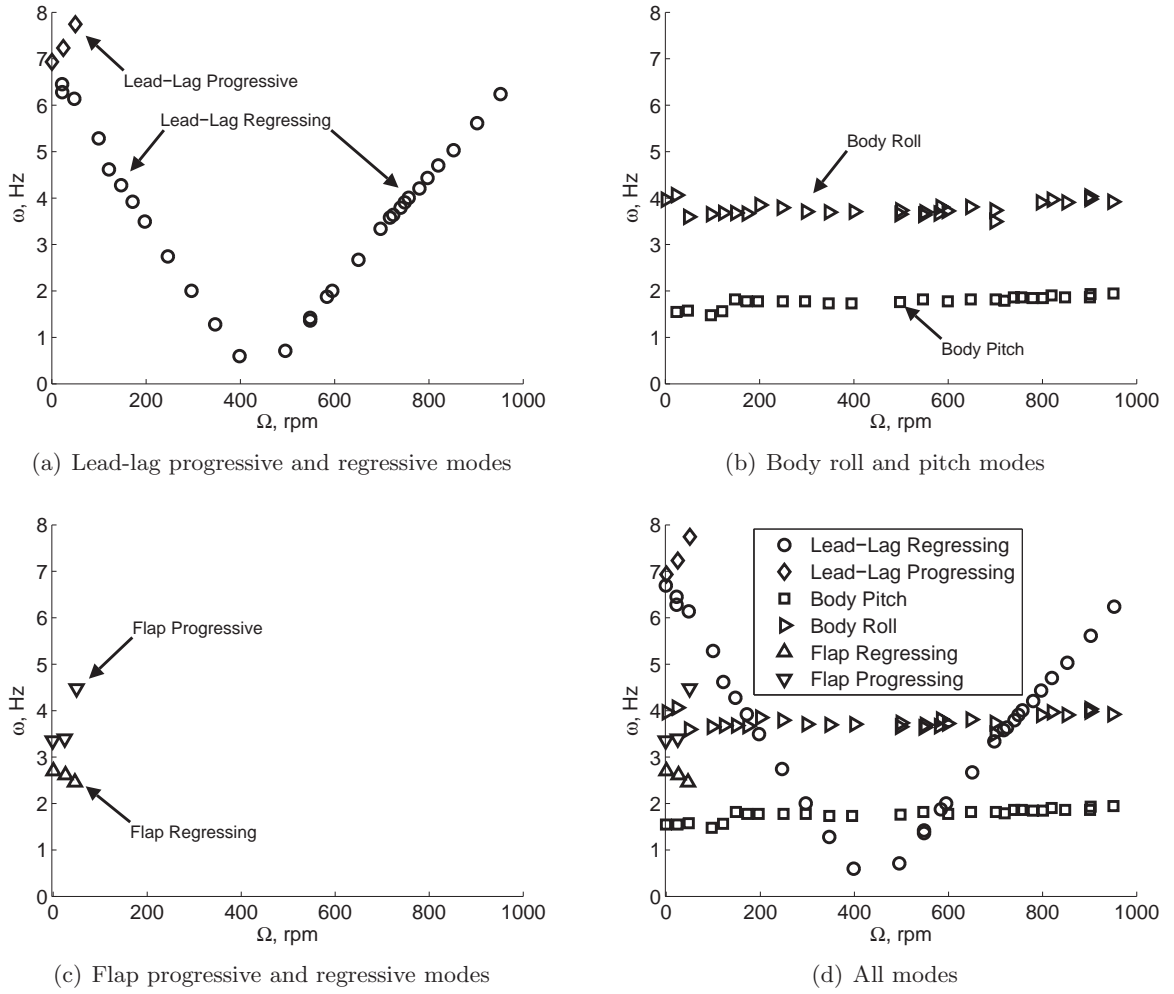 8
7
6
5
4
3
2
1
0
ω, Hz
0 200 400 600 800 1000
Ω, rpm
Lead−Lag Progressive
Lead−Lag Regressing
(a) Lead-lag progressive and regressive modes
8
7
6
5
4
3
2
1
0
ω, Hz
0 200 400 600 800 1000
Ω, rpm
Body Roll
Body Pitch
(b) Body roll and pitch modes
8
7
6
5
4
3
2
1
0
ω, Hz
0 200 400 600 800 1000
Ω, rpm
Flap Progressive
Flap Regressing
(c) Flap progressive and regressive modes
8
7
6
5
4
3
2
1
0
ω, Hz
0 200 400 600 800 1000
Ω, rpm
Lead−Lag Regressing
Lead−Lag Progressing
Body Pitch
Body Roll
Flap Regressing
Flap Progressing
(d) All modes